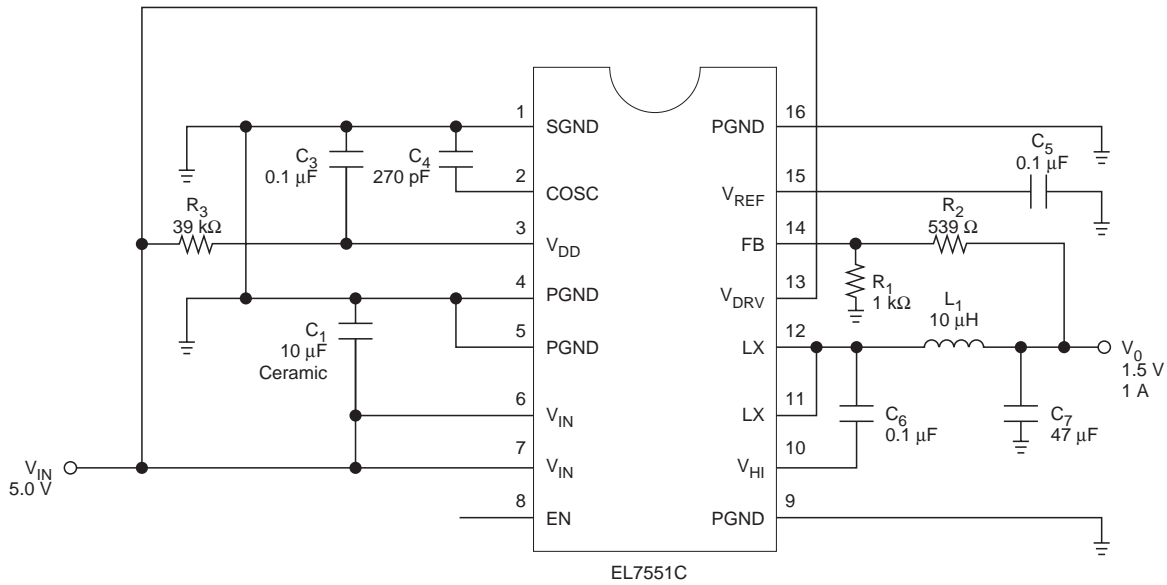 1
SGND
PGND
16
C3
0.1 μF
C4
270 pF
C5
0.1 μF
2
COSC
VREF
15
R3
39 kΩ
3
VDD
FB
14
R2
539 Ω
4
PGND
VDRV
13
R1
1 kΩ
L1
10 μH
5
PGND
LX
12
C1
10 μF
Ceramic
V0
1.5 V
1 A
6
VIN
LX
11
C6
0.1 μF
C7
47 μF
VIN
5.0 V
7
VIN
VHI
10
8
EN
PGND
9
EL7551C